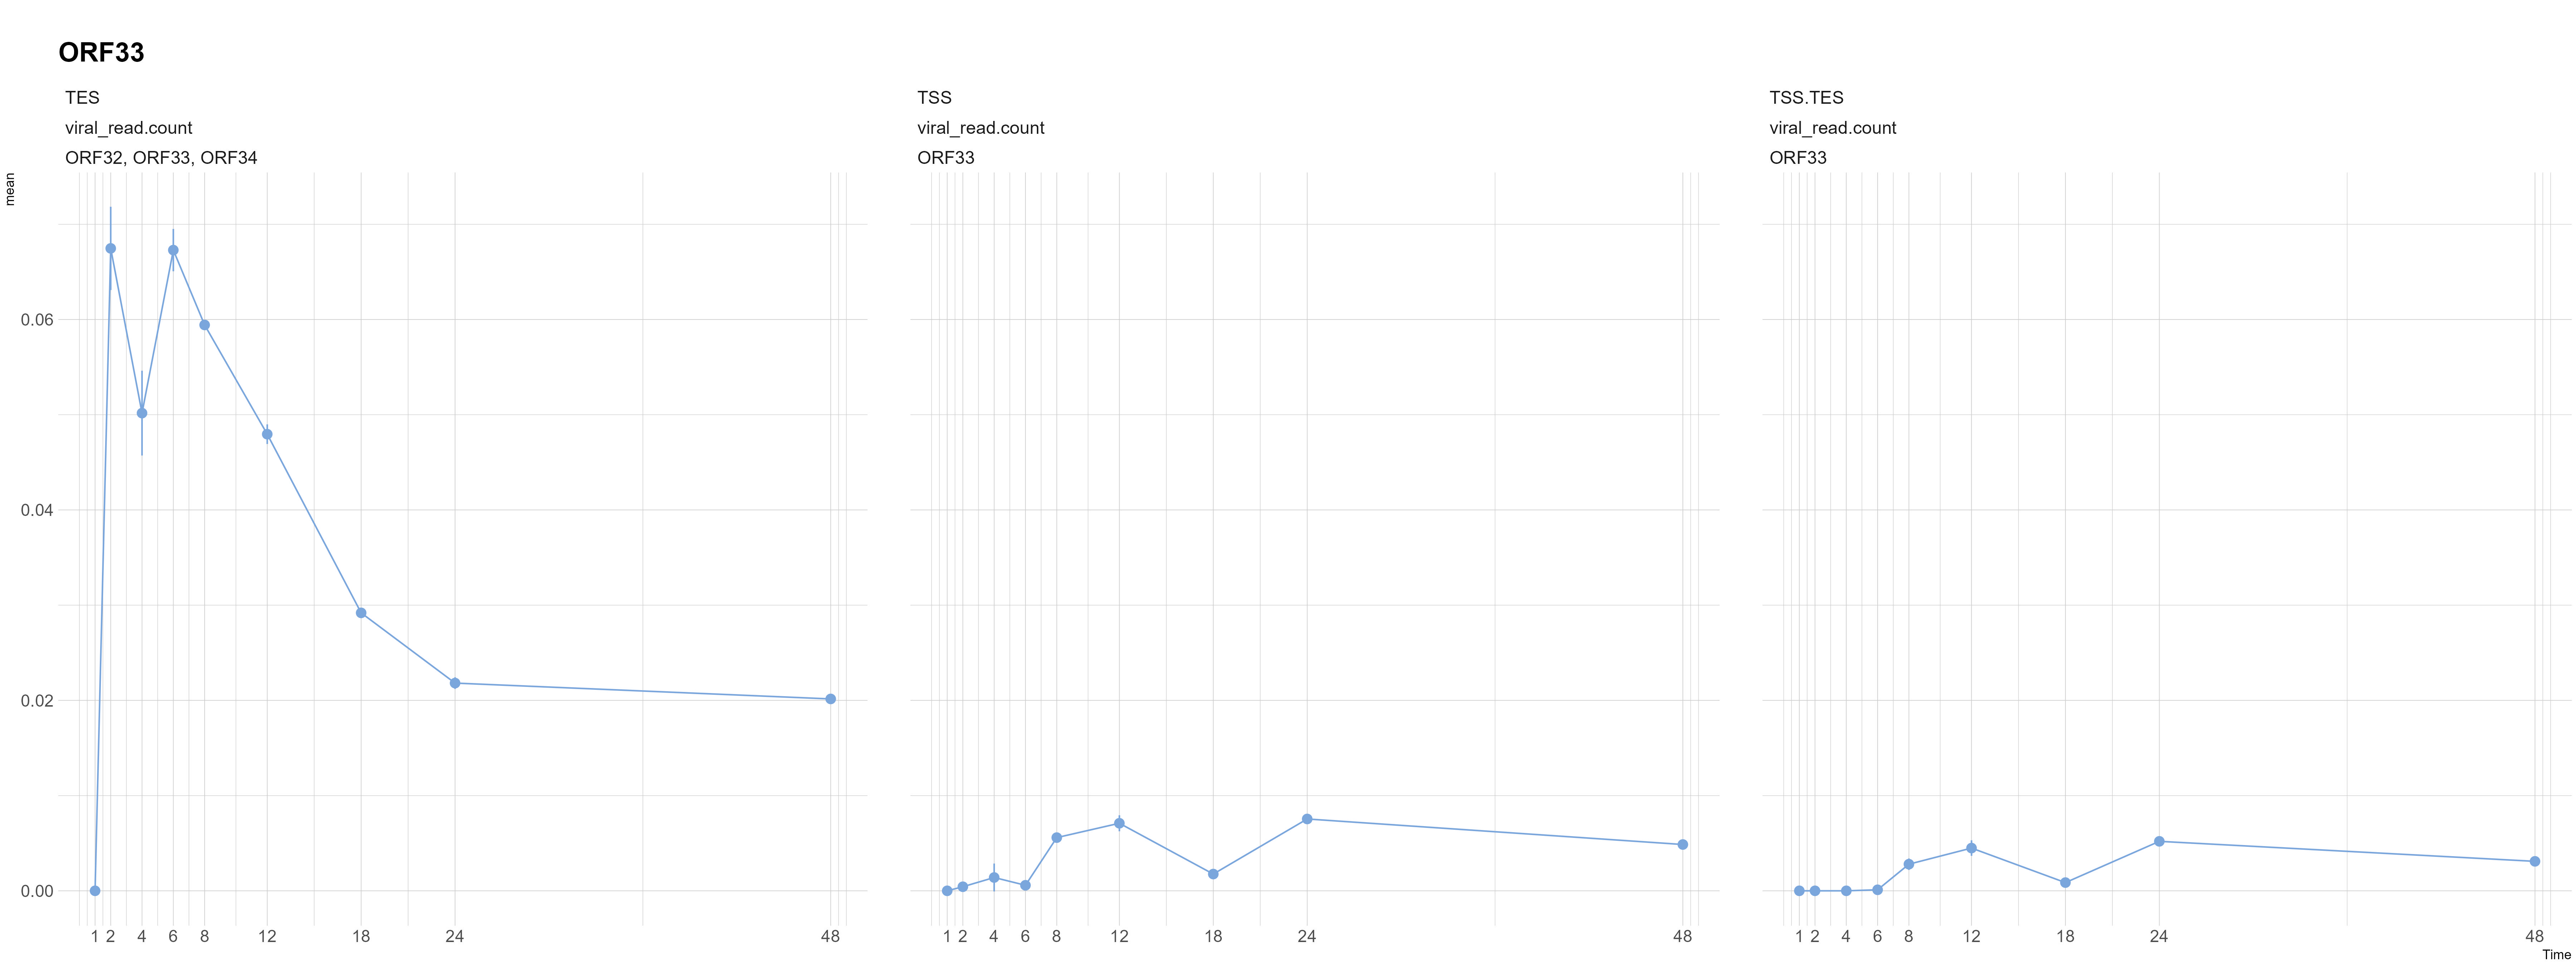 ORF33
TES
viral_read.count
ORF32, ORF33, ORF34
TSS
viral_read.count
ORF33
TSS.TES
viral_read.count
ORF33
mean
0.06
0.04
0.02
0.00
1 2 4 6 8 12 18 24 48
1 2 4 6 8 12 18 24 48
1 2 4 6 8 12 18 24 48
Time